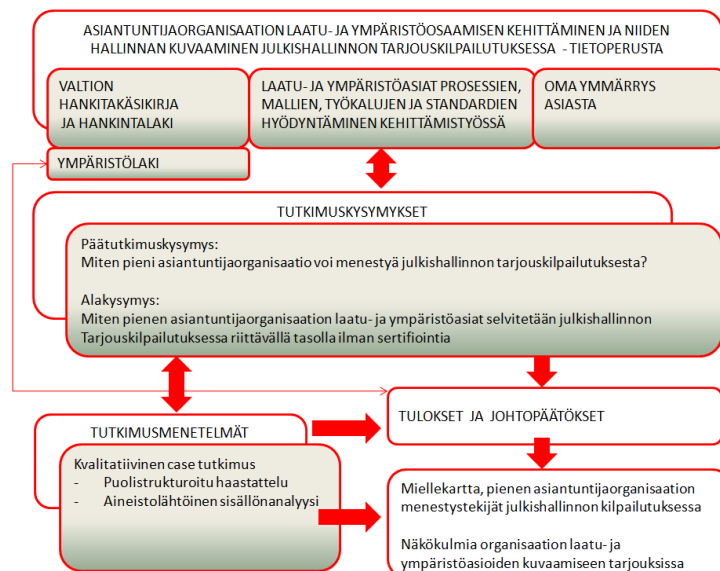 ASIANTUNTIJAORGANISAATION LAATU- JA YMPÄRISTÖOSAAMISEN KEHITTÄMINEN JA NIIDEN
HALLINNAN KUVAAMINEN JULKISHALLINNON TARJOUSKILPAILUTUKSESSA - TIETOPERUSTA
VALTION
HANKITAKÄSIKIRJA
JA HANKINTALAKI
LAATU- JA YMPÄRISTÖASIAT PROSESSIEN,
MALLIEN, TYÖKALUJEN JA STANDARDIEN
HYÖDYNTÄMINEN KEHITTÄMISTYÖSSÄ
OMA YMMÄRRYS
ASIASTA
YMPÄRISTÖLAKI
TUTKIMUSKYSYMYKSET
Päätutkimuskysymys:
Miten pieni asiantuntijaorganisaatio voi menestyä julkishallinnon tarjouskilpailutuksesta?
Alakysymys:
Miten pienen asiantuntijaorganisaation laatu- ja ympäristöasiat selvitetään julkishallinnon
Tarjouskilpailutuksessa riittävällä tasolla ilman sertifiointia
TUTKIMUSMENETELMÄT
Kvalitatiivinen case tutkimus
- Puolistrukturoitu haastattelu
- Aineistolähtöinen sisällönanalyysi
TULOKSET JA JOHTOPÄÄTÖKSET
Miellekartta, pienen asiantuntijaorganisaation
menestystekijät julkishallinnon kilpailutuksessa
Näkökulmia organisaation laatu- ja
ympäristöasioiden kuvaamiseen tarjouksissa